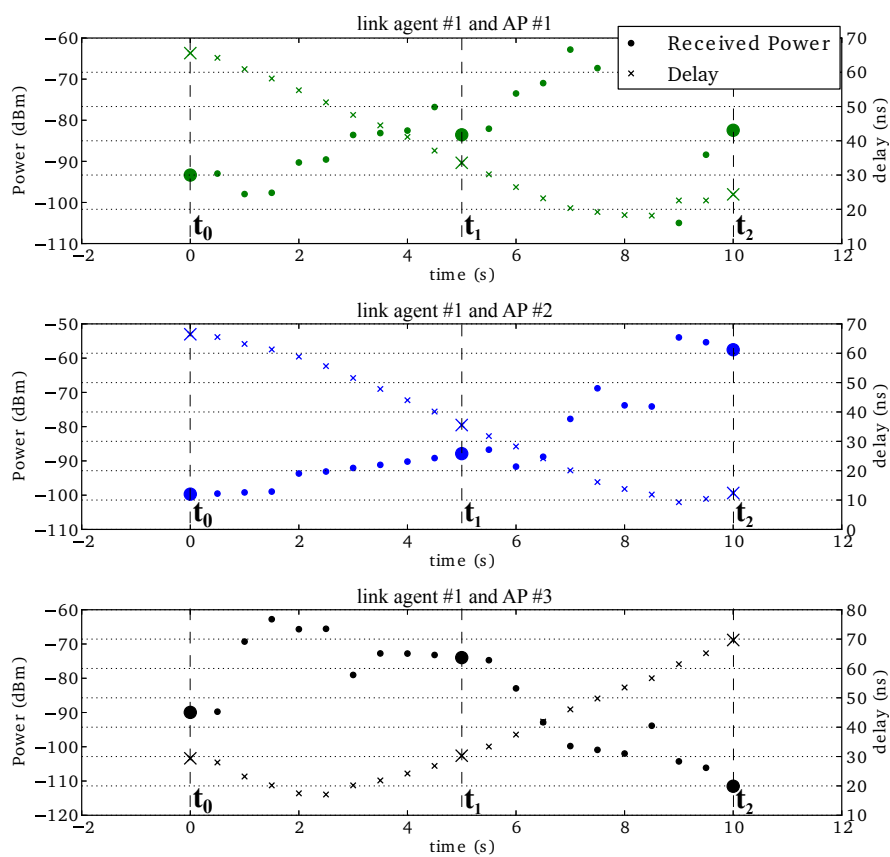 link agent #1 and AP #1
Received Power
Delay
Power (dBm)
−60
−70
−80
−90
−100
−110
70
60
50
40
30
20
10
delay (ns)
t0
t1
t2
−2
0
2
4
6
8
10
12
time (s)
link agent #1 and AP #2
Power (dBm)
−50
−60
−70
−80
−90
−100
−110
70
60
50
40
30
20
10
0
delay (ns)
t0
t1
t2
−2
0
2
4
6
8
10
12
time (s)
link agent #1 and AP #3
Power (dBm)
−60
−70
−80
−90
−100
−110
−120
80
70
60
50
40
30
20
10
delay (ns)
t0
t1
t2
−2
0
2
4
6
8
10
12
time (s)